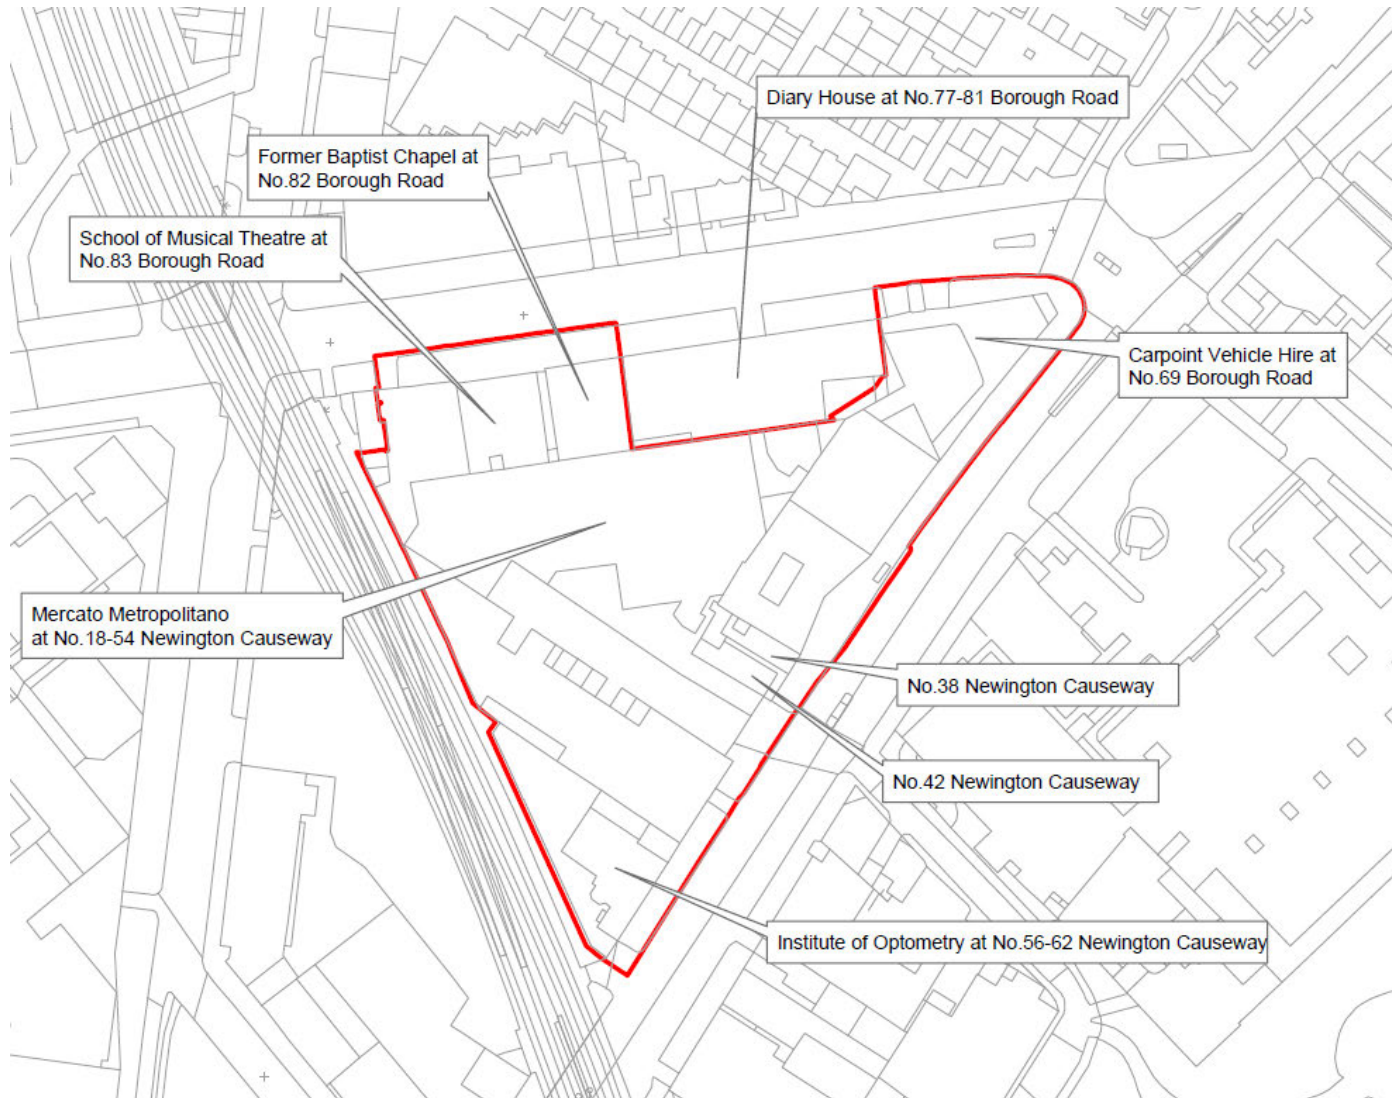 Diary House at No.77-81 Borough Road
Former Baptist Chapel at
No.82 Borough Road
School of Musical Theatre at
No.83 Borough Road
Carpoint Vehicle Hire at
No.69 Borough Road
Mercato Metropolitano
at No.18-54 Newington Causeway
No.38 Newington Causeway
No.42 Newington Causeway
Institute of Optometry at No.56-62 Newington Causeway